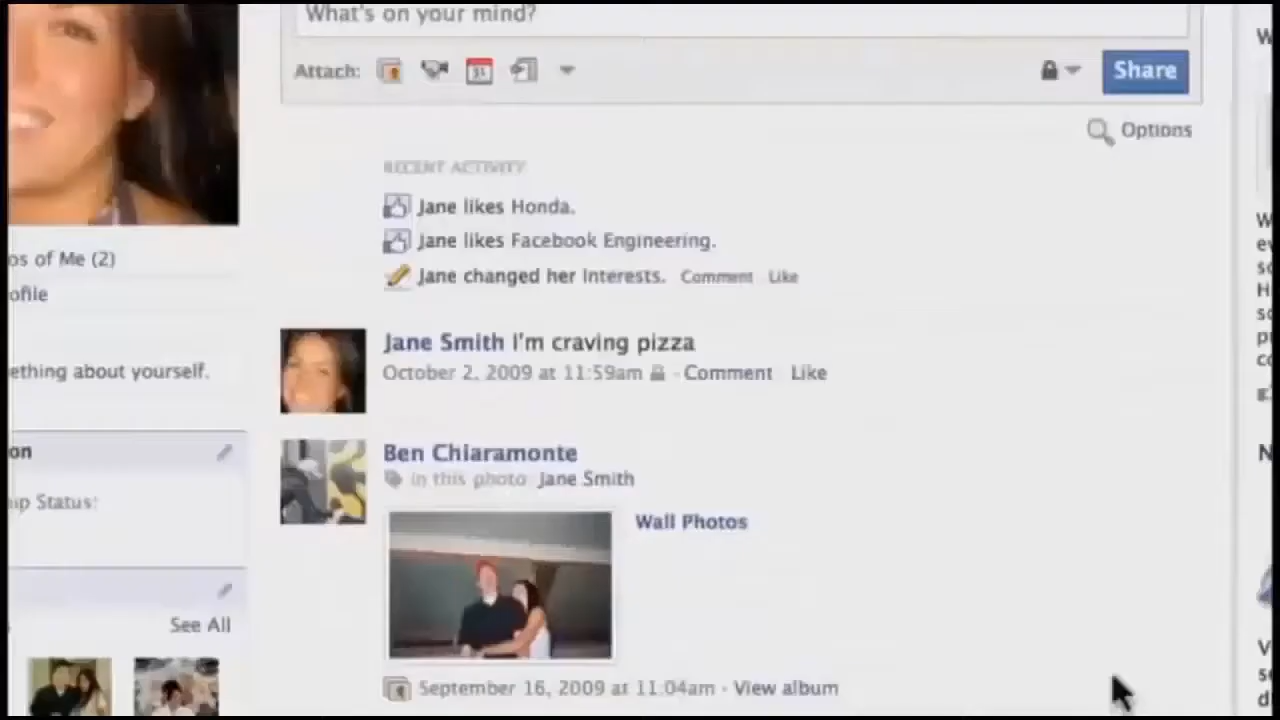 What's on your mind?
Attach: 31 Share
Options
RECENT ACTIVITY
Jane likes Honda.
Jane likes Facebook Engineering.
Jane changed her Interests. Comment Like
os of Me (2)
ofile
ething about yourself.
on
ip Status:
See All
Jane Smith I'm craving pizza
October 2, 2009 at 11:59am - Comment Like
Ben Chiaramonte
in this photo Jane Smith
Wall Photos
September 16, 2009 at 11:04am - View album